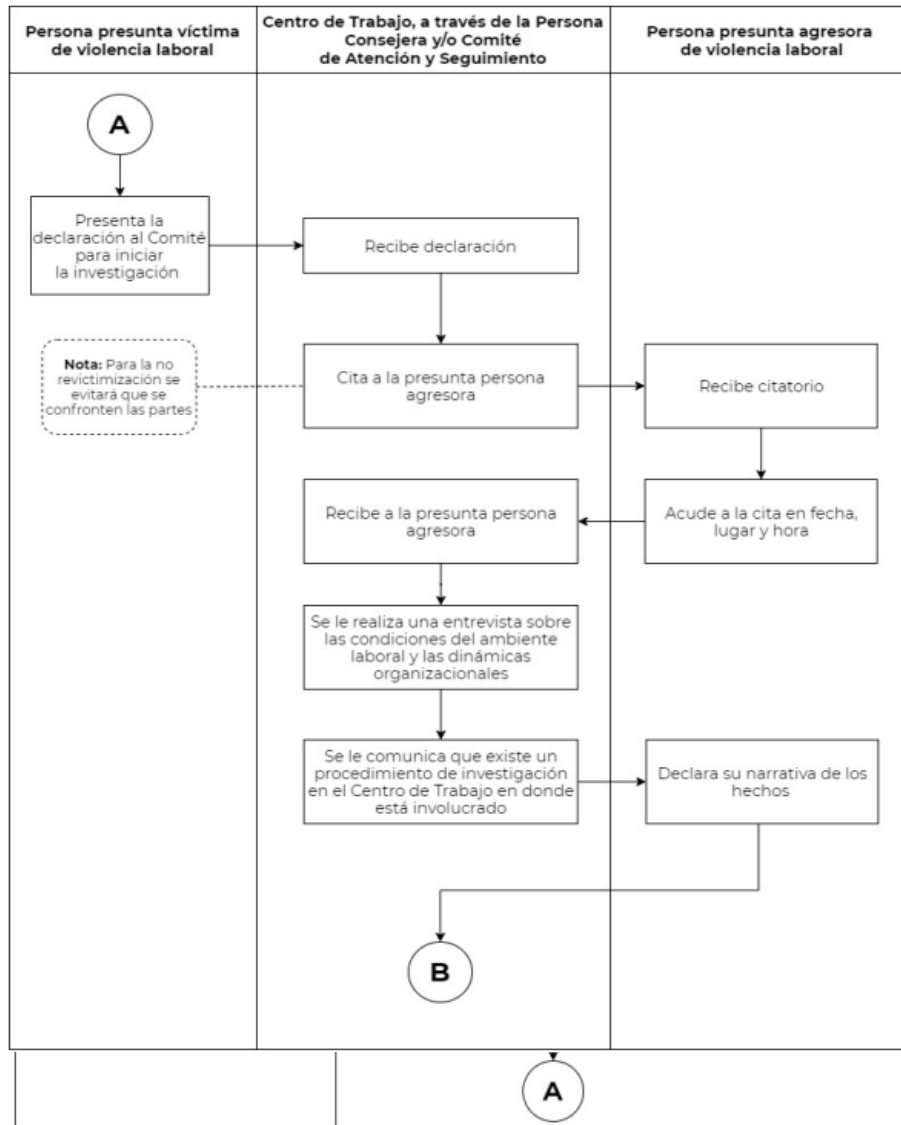 Persona presunta víctima
de violencia laboral
Centro de Trabajo, a través de la Persona
Consejera y/o Comité
de Atención y Seguimiento
Persona presunta agresora
de violencia laboral
A
Presenta la
declaración al Comité
para iniciar
la investigación
Recibe declaración
Nota: Para la no
revictimización se
evitará que se
confronten las partes
Cita a la presunta persona
agresora
Recibe citatorio
Acude a la cita en fecha,
lugar y hora
Recibe a la presunta persona
agresora
Se le realiza una entrevista sobre
las condiciones del ambiente
laboral y las dinámicas
organizacionales
Se le comunica que existe un
procedimiento de investigación
en el Centro de Trabajo en donde
está involucrado
Declara su narrativa de los
hechos
B
A